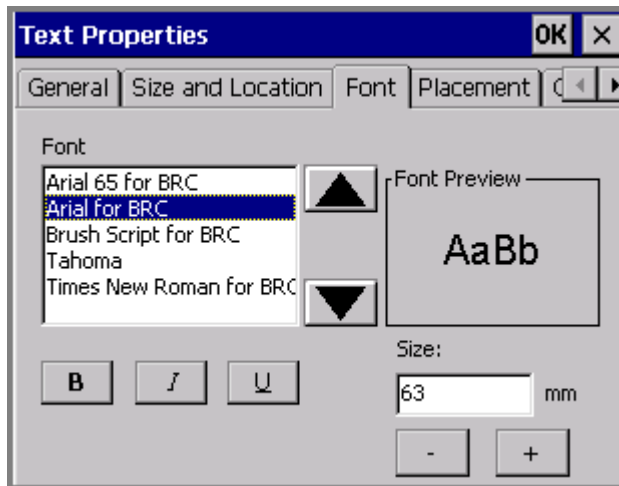 Text Properties OK ×
General Size and Location Font Placement
Font
Arial 65 for BRC
Arial for BRC
Brush Script for BRC
Tahoma
Times New Roman for BRC
Font Preview
AaBb
Size:
63 mm
B I U
- +